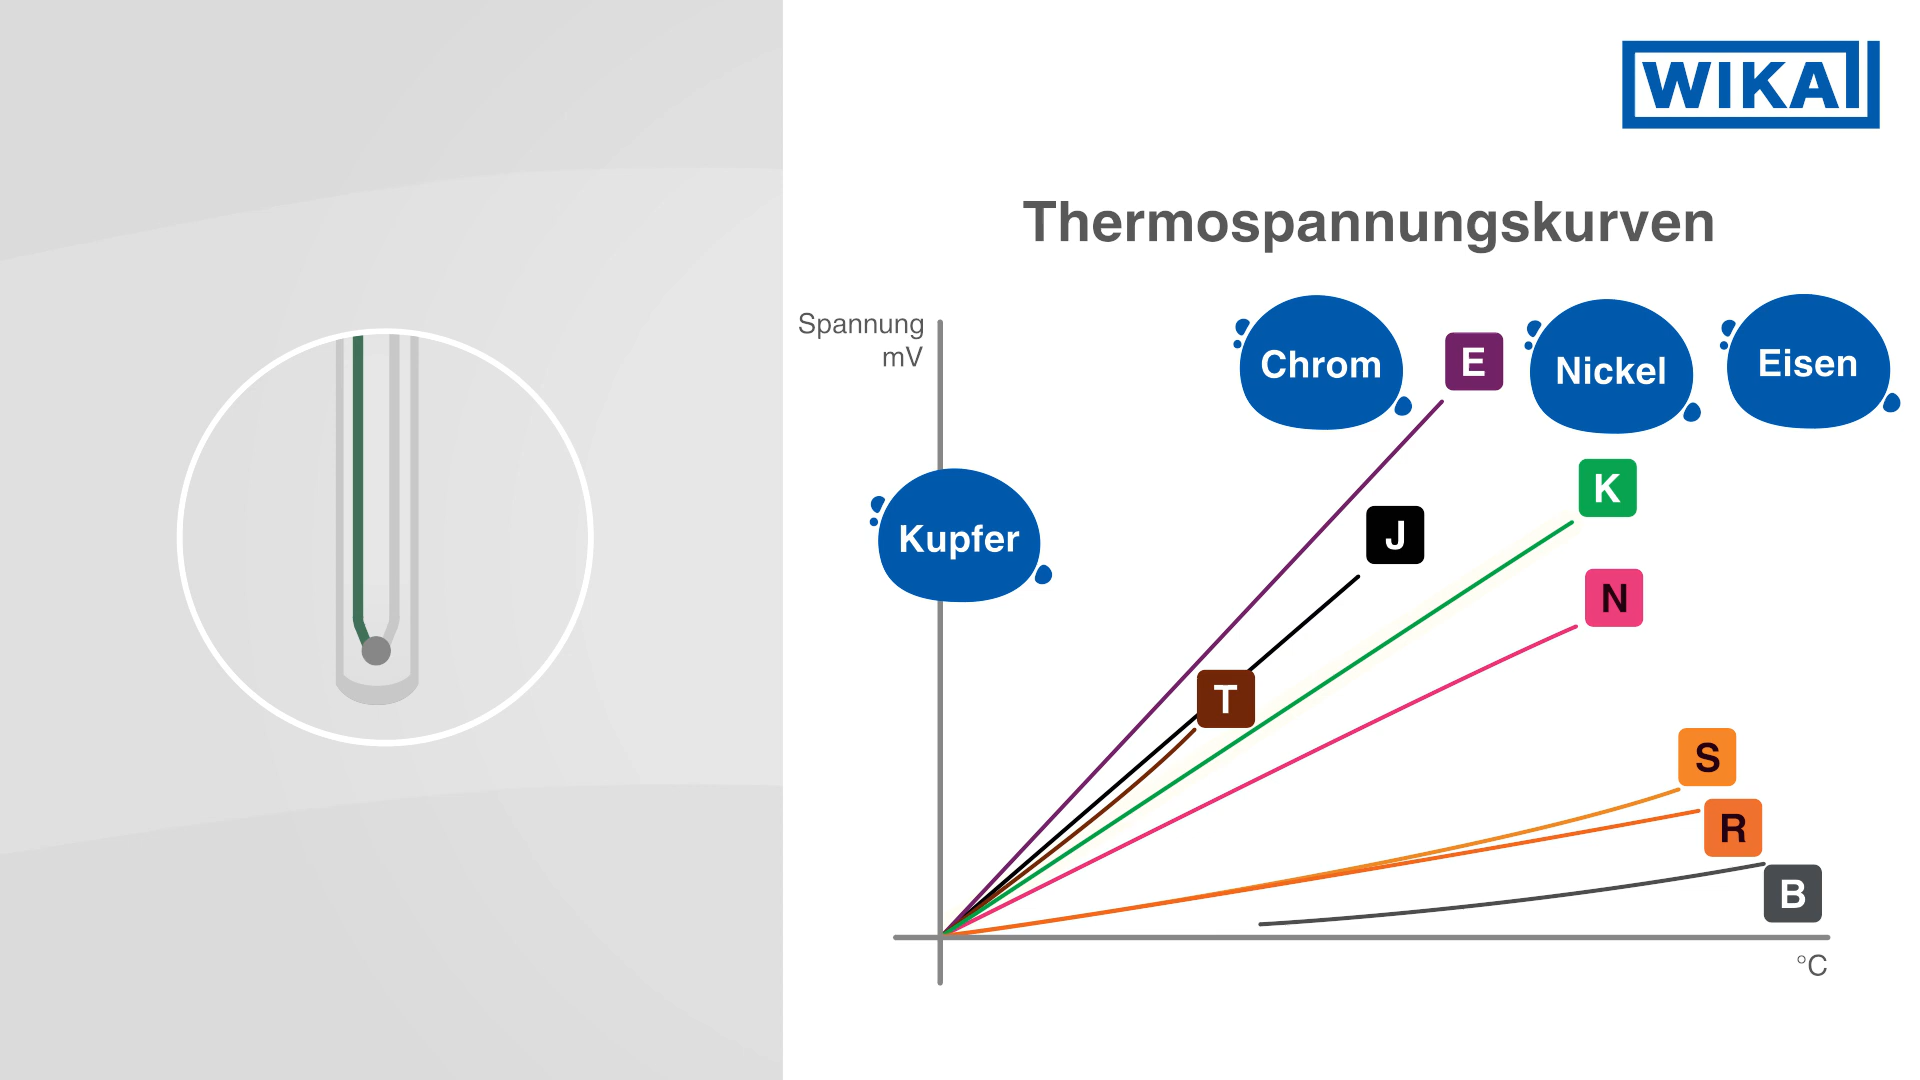 WIKA
Thermospannungskurven
Spannung
mV
Chrom
E
Nickel
Eisen
K
Kupfer
J
N
T
S
R
B
°C